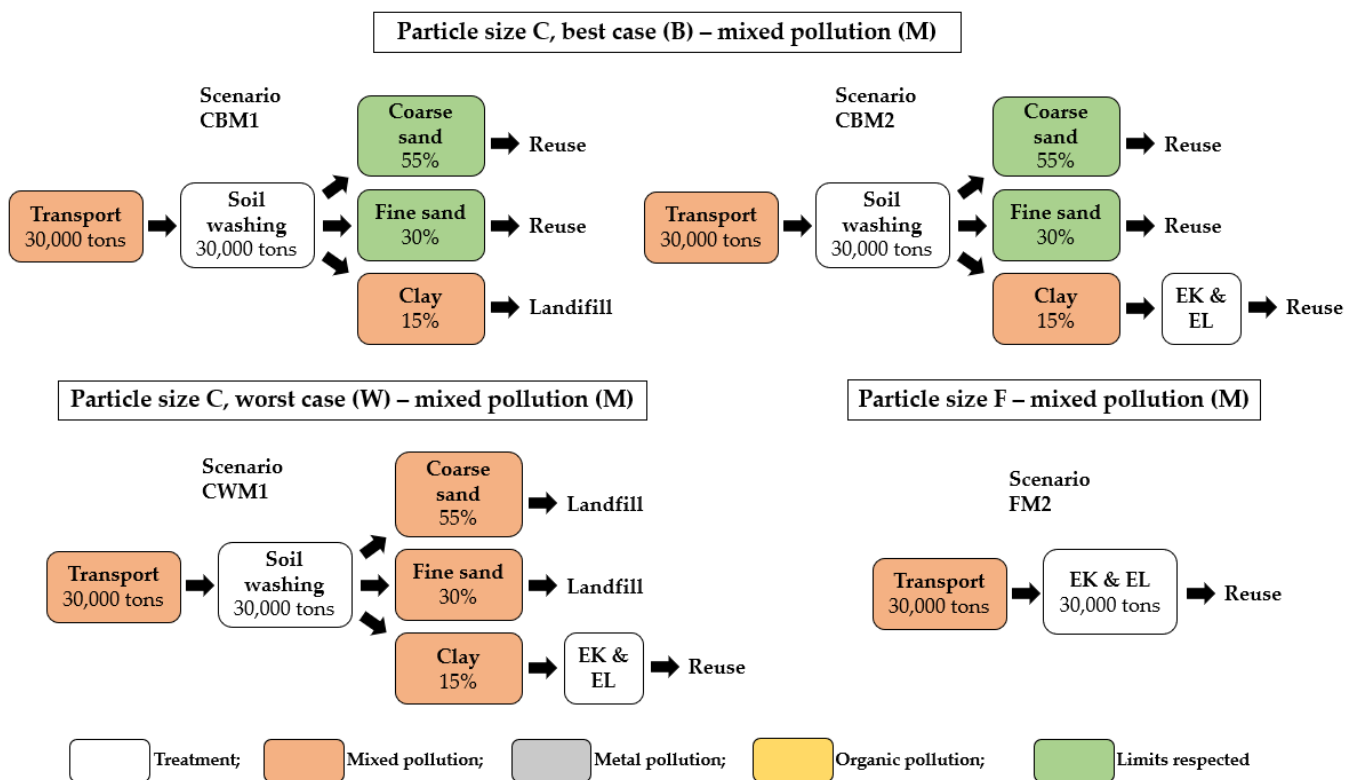 Particle size C, best case (B) – mixed pollution (M)
Scenario
CBM1
Transport
30,000 tons
Soil
washing
30,000 tons
Coarse
sand
55%
Reuse
Fine sand
30%
Reuse
Clay
15%
Landifill
Scenario
CBM2
Transport
30,000 tons
Soil
washing
30,000 tons
Coarse
sand
55%
Reuse
Fine sand
30%
Reuse
Clay
15%
EK &
EL
Reuse
Particle size C, worst case (W) – mixed pollution (M)
Scenario
CWM1
Transport
30,000 tons
Soil
washing
30,000 tons
Coarse
sand
55%
Landfill
Fine sand
30%
Landfill
Clay
15%
EK &
EL
Reuse
Particle size F – mixed pollution (M)
Scenario
FM2
Transport
30,000 tons
EK & EL
30,000 tons
Reuse
Treatment;
Mixed pollution;
Metal pollution;
Organic pollution;
Limits respected